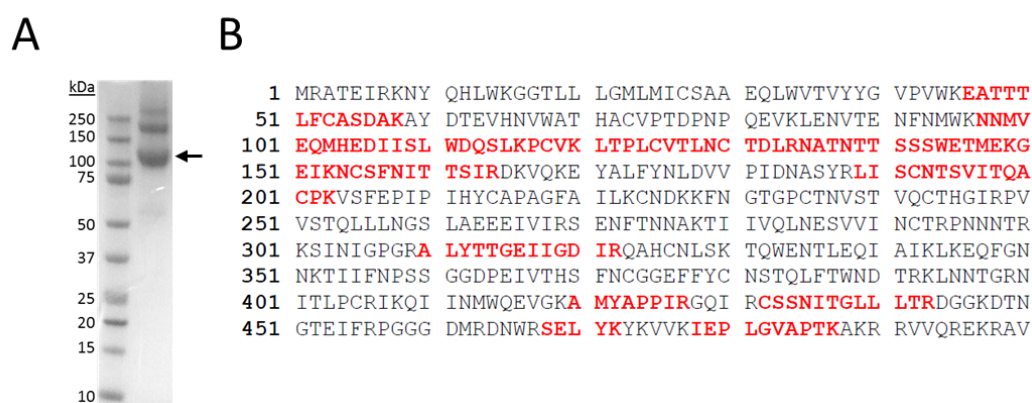 A
B
kDa
250
150
100
75
50
37
25
20
15
10
1 MRATEIRKNY QHLWKGGTLL LGMLMICSAA EQLWVTVYYG VPVWKEATTT
51 LFCASDAKAY DTEVHNVWAT HACVPTDPNP QEVKLENVTE NFNMWKNNMV
101 EQMHEDIISL WDQSLKPCVK LTPLCVTLNC TDLRNATNTT SSSWETMEKG
151 EIKNCSFNIT TSIRDKVQKE YALFYNLDVV PIDNASYRLI SCNTSVITQA
201 CPKVSFEPIP IHYCAPAGFA ILKCNDKKFN GTGPCTNVST VQCTHGIRPV
251 VSTQLLLNGS LAEEEIVIRS ENFTNNAKTI IVQLNESVVI NCTRPNNNTR
301 KSINIGPGRA LYTTGEIIGD IRQAHCNLSK TQWENTLEQI AIKLKEQFGN
351 NKTIIFNPSS GGDPEIVTHS FNCGGEFFYC NSTQLFTWND TRKLNNTGRN
401 ITLPCRIKQI INMWQEVGKA MYAPPIRGQI RCSSNITGLL LTRDGGKDTN
451 GTEIFRPGGG DMRDNWRSEL YKYKVVKIEP LGVAPTKAKR RVVQREKRAV